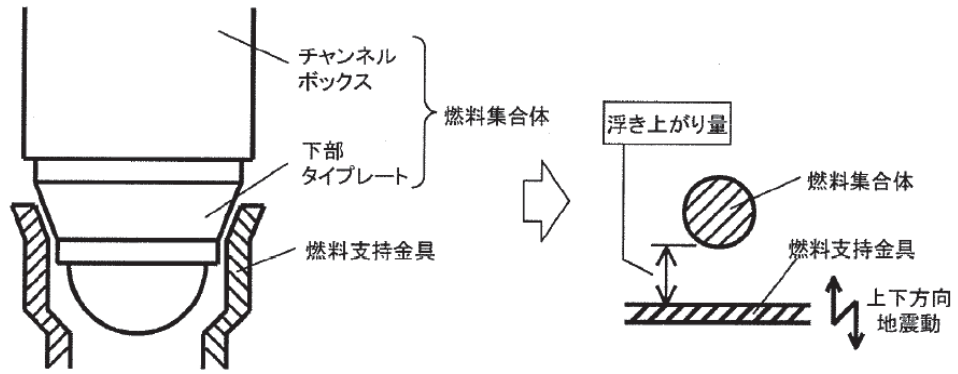 チャンネル
ボックス
燃料集合体
下部
タイプレート
燃料支持金具
浮き上がり量
燃料集合体
燃料支持金具
上下方向
地震動